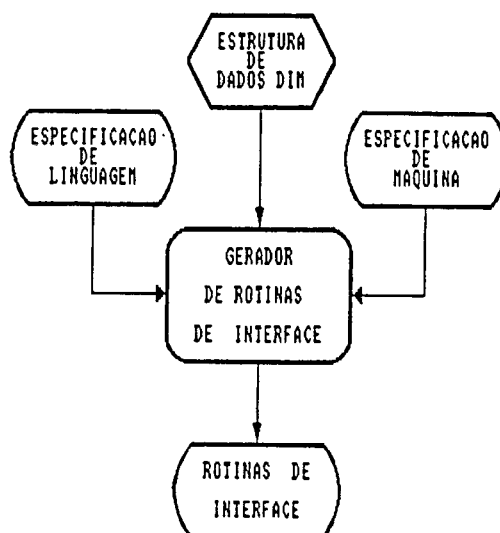 ESTRUTURA
DE
DADOS DIM
ESPECIFICACAO
DE
LINGUAGEM
ESPECIFICACAO
DE
MAQUINA
GERADOR
DE ROTINAS
DE INTERFACE
ROTINAS DE
INTERFACE